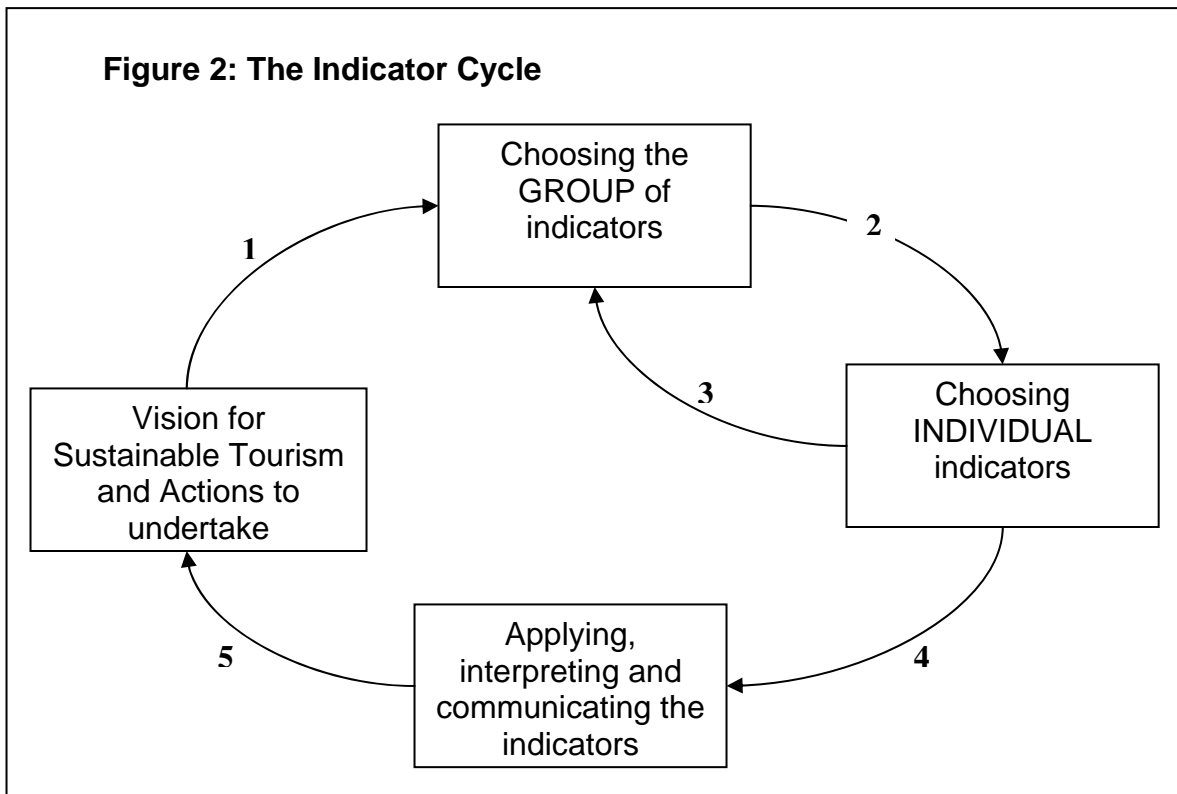 Figure 2: The Indicator Cycle
Choosing the
GROUP of
indicators
1
2
3
Choosing
INDIVIDUAL
indicators
Vision for
Sustainable Tourism
and Actions to
undertake
Applying,
interpreting and
communicating the
indicators
4
5